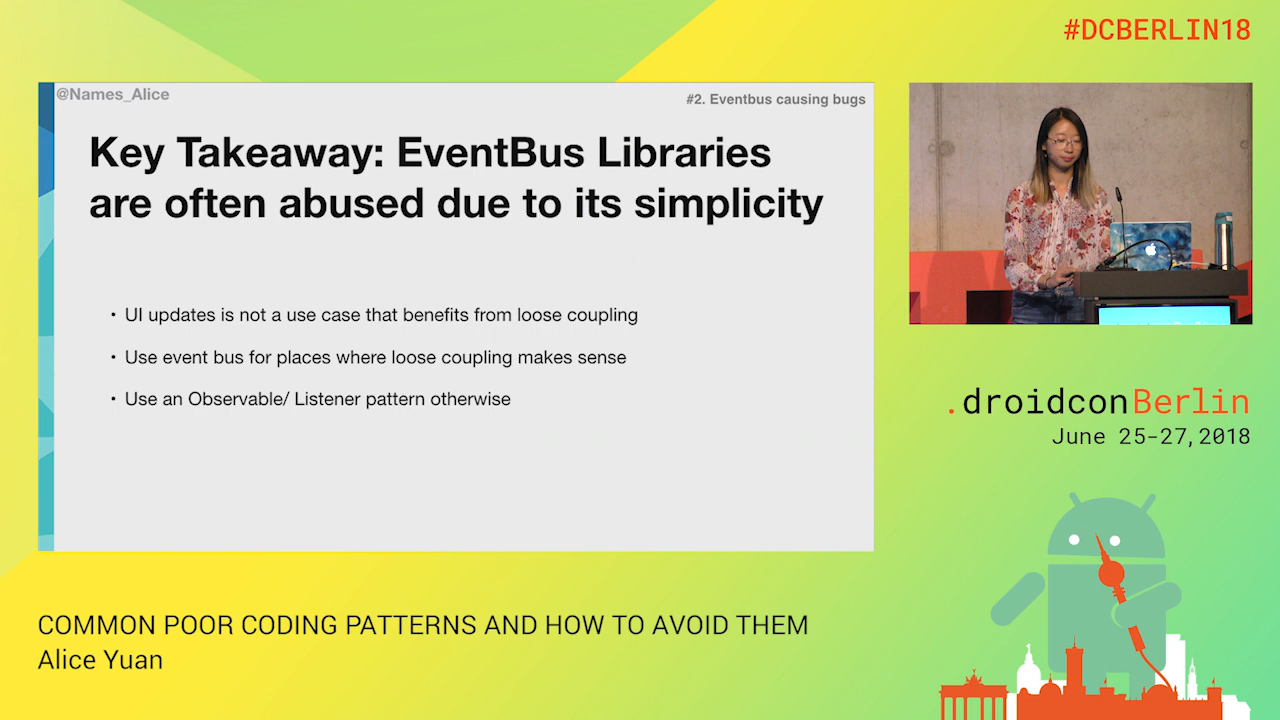 #DCBERLIN18
@Names_Alice
#2. Eventbus causing bugs
Key Takeaway: EventBus Libraries
are often abused due to its simplicity
• UI updates is not a use case that benefits from loose coupling
• Use event bus for places where loose coupling makes sense
• Use an Observable/ Listener pattern otherwise
.droidconBerlin
June 25-27,2018
COMMON POOR CODING PATTERNS AND HOW TO AVOID THEM
Alice Yuan